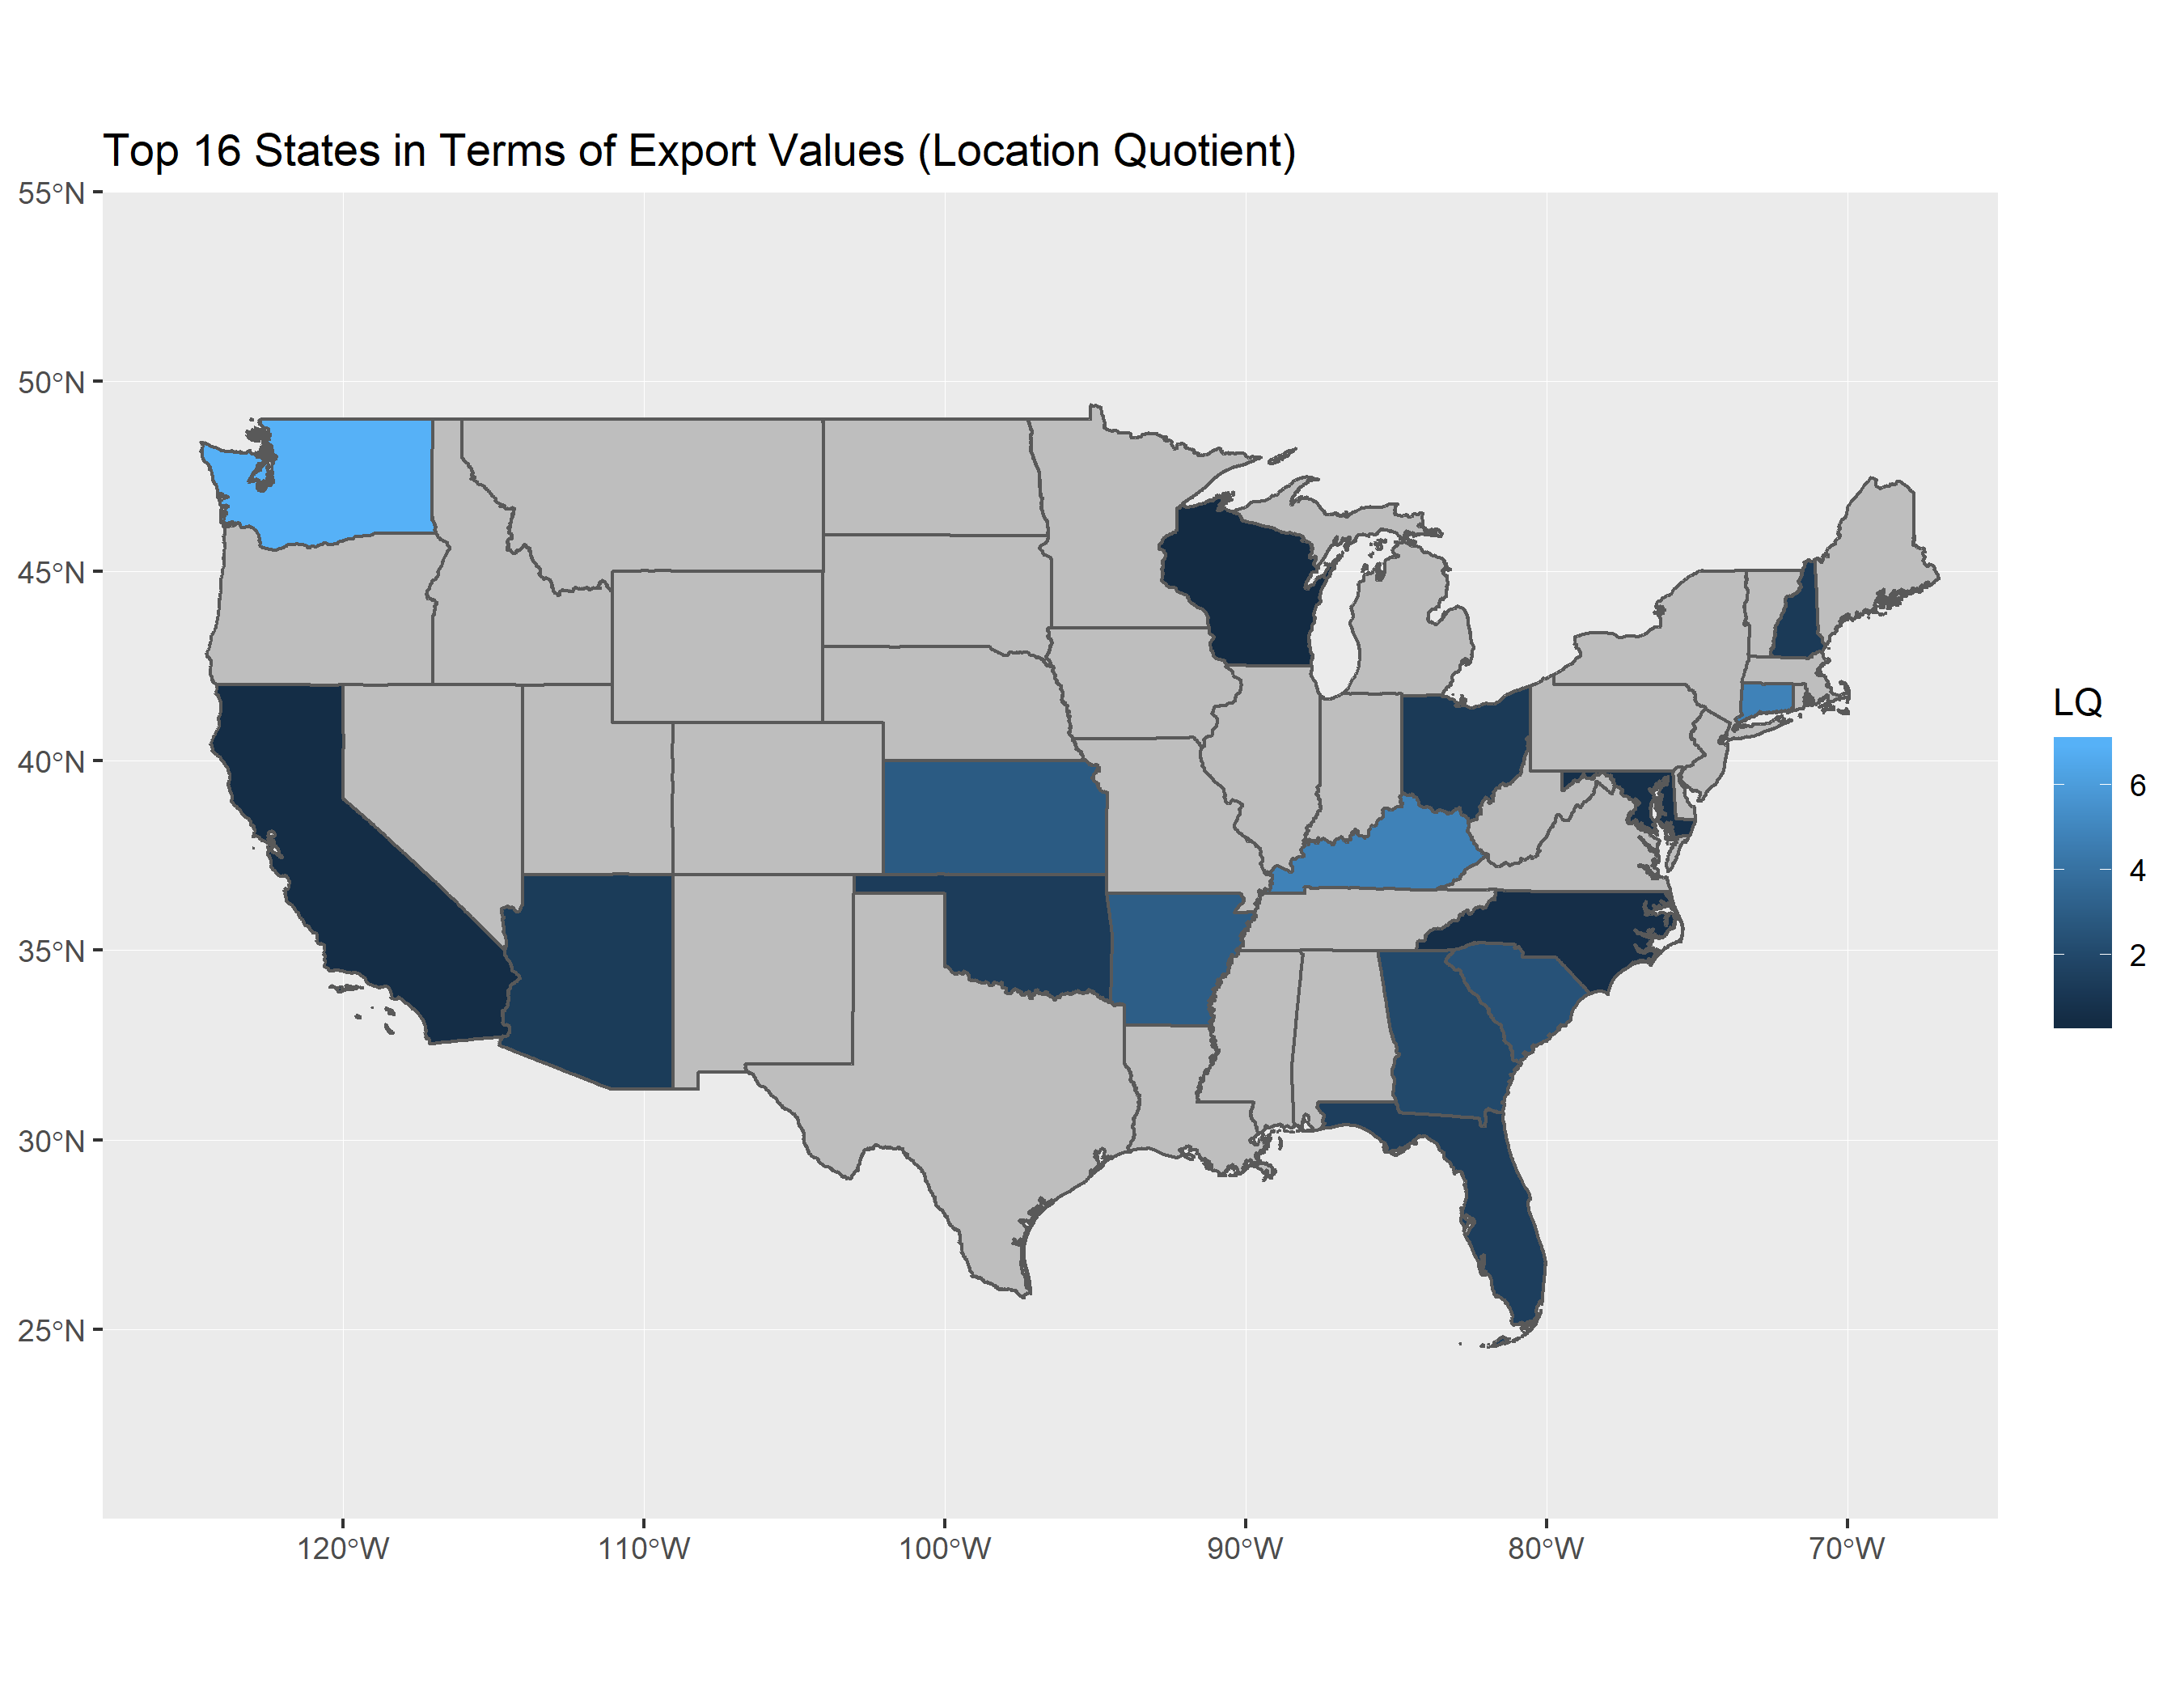 Top 16 States in Terms of Export Values (Location Quotient)
55°N
50°N
45°N
40°N
35°N
30°N
25°N
120°W 110°W 100°W 90°W 80°W 70°W
LQ
6
4
2